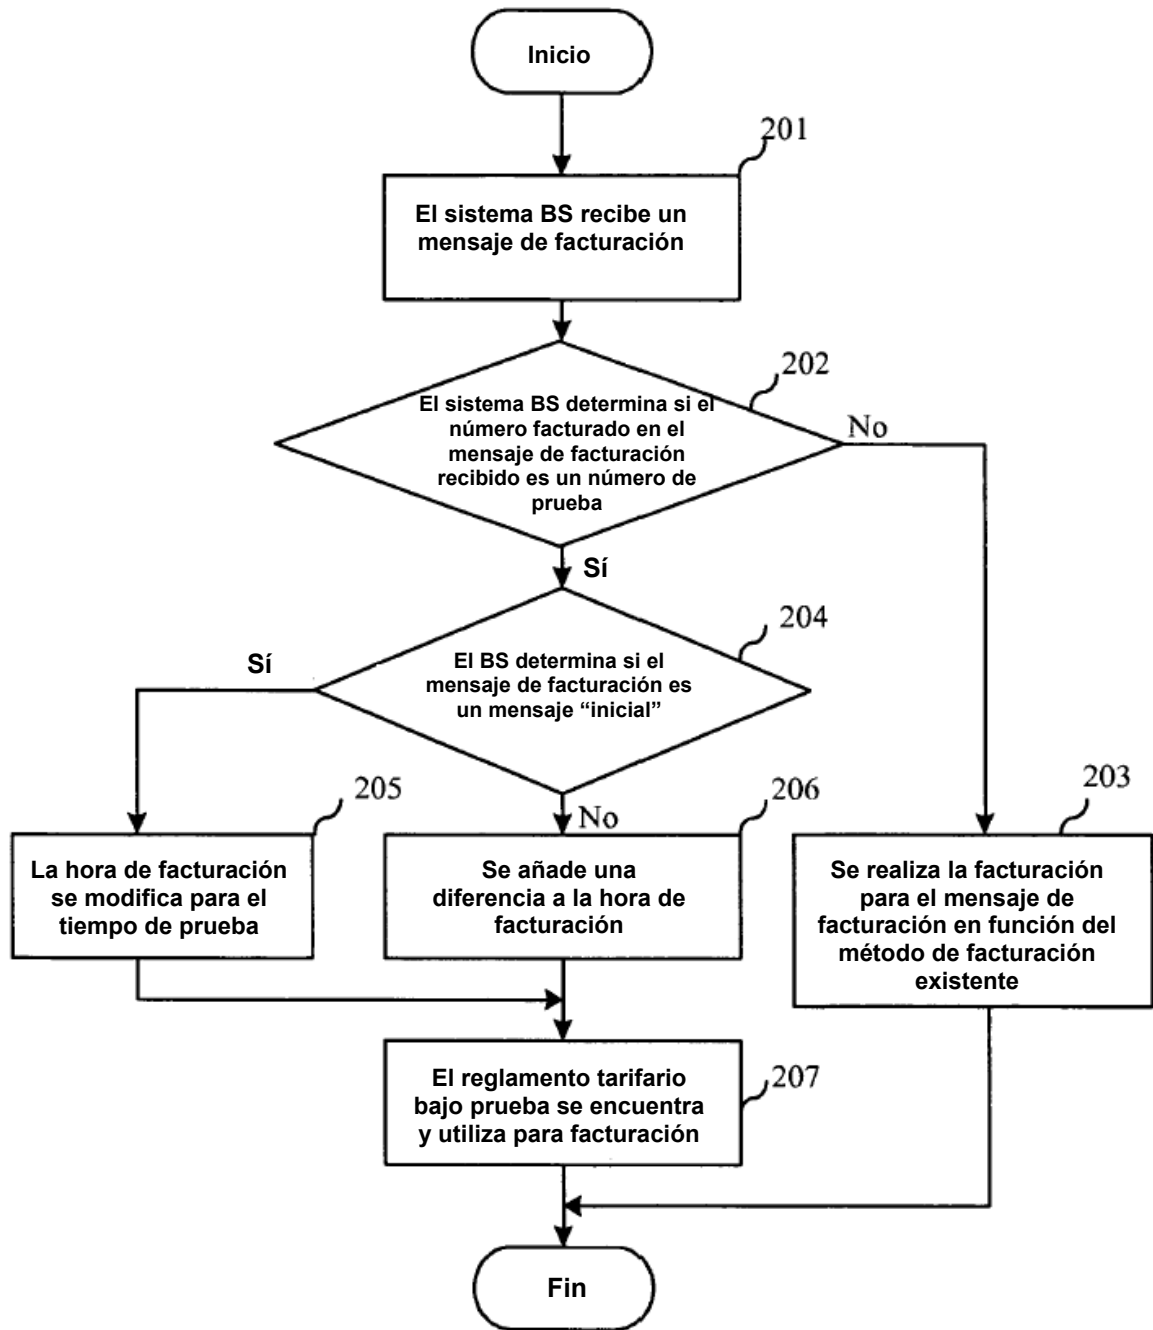 Inicio
201
El sistema BS recibe un
mensaje de facturación
202
El sistema BS determina si el
número facturado en el
mensaje de facturación
recibido es un número de
prueba
No
Sí
204
El BS determina si el
mensaje de facturación es
un mensaje “inicial”
Sí
205
No
206
203
La hora de facturación
se modifica para el
tiempo de prueba
Se añade una
diferencia a la hora de
facturación
Se realiza la facturación
para el mensaje de
facturación en función del
método de facturación
existente
El reglamento tarifario
bajo prueba se encuentra
y utiliza para facturación
207
Fin